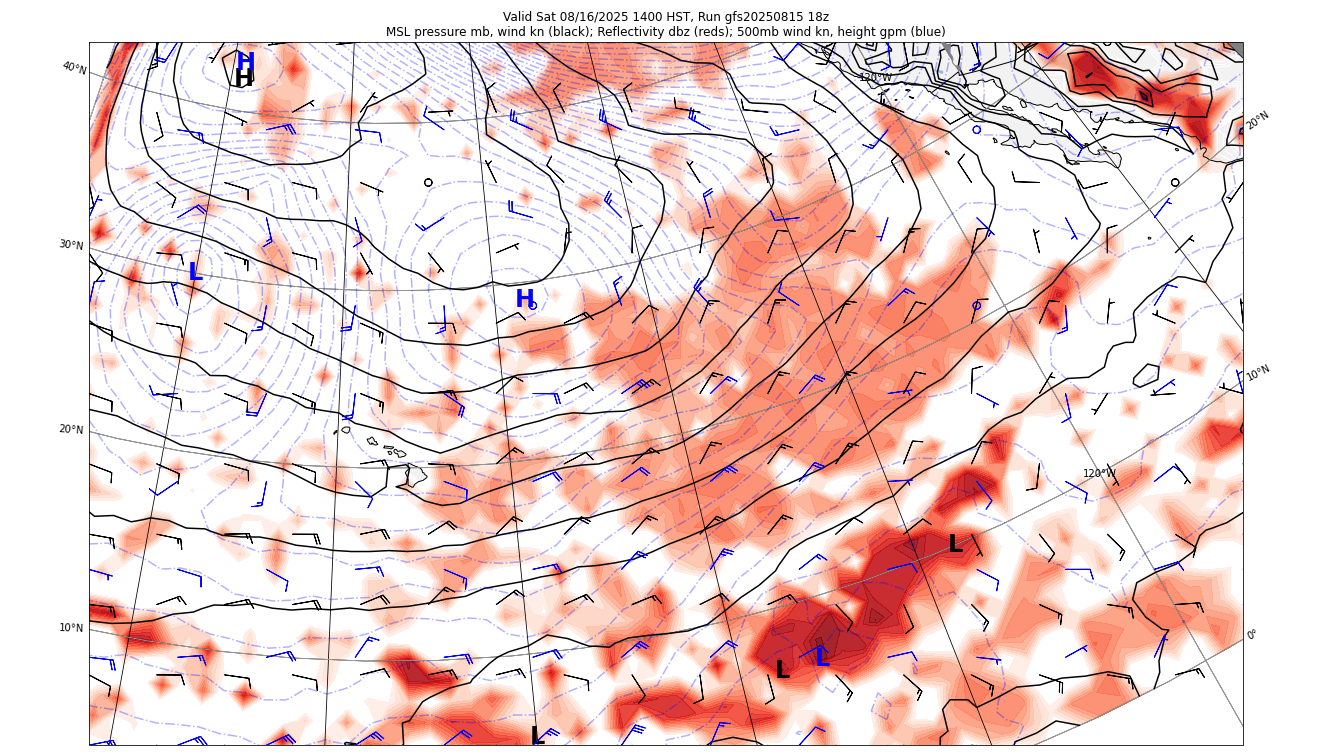 Valid Sat 08/16/2025 1400 HST, Run gfs20250815 18z
MSL pressure mb, wind kn (black); Reflectivity dbz (reds); 500mb wind kn, height gpm (blue)
40°N
H
H
120°W
20°N
30°N
L
H
10°N
20°N
120°W
L
10°N
0°
L
L
L